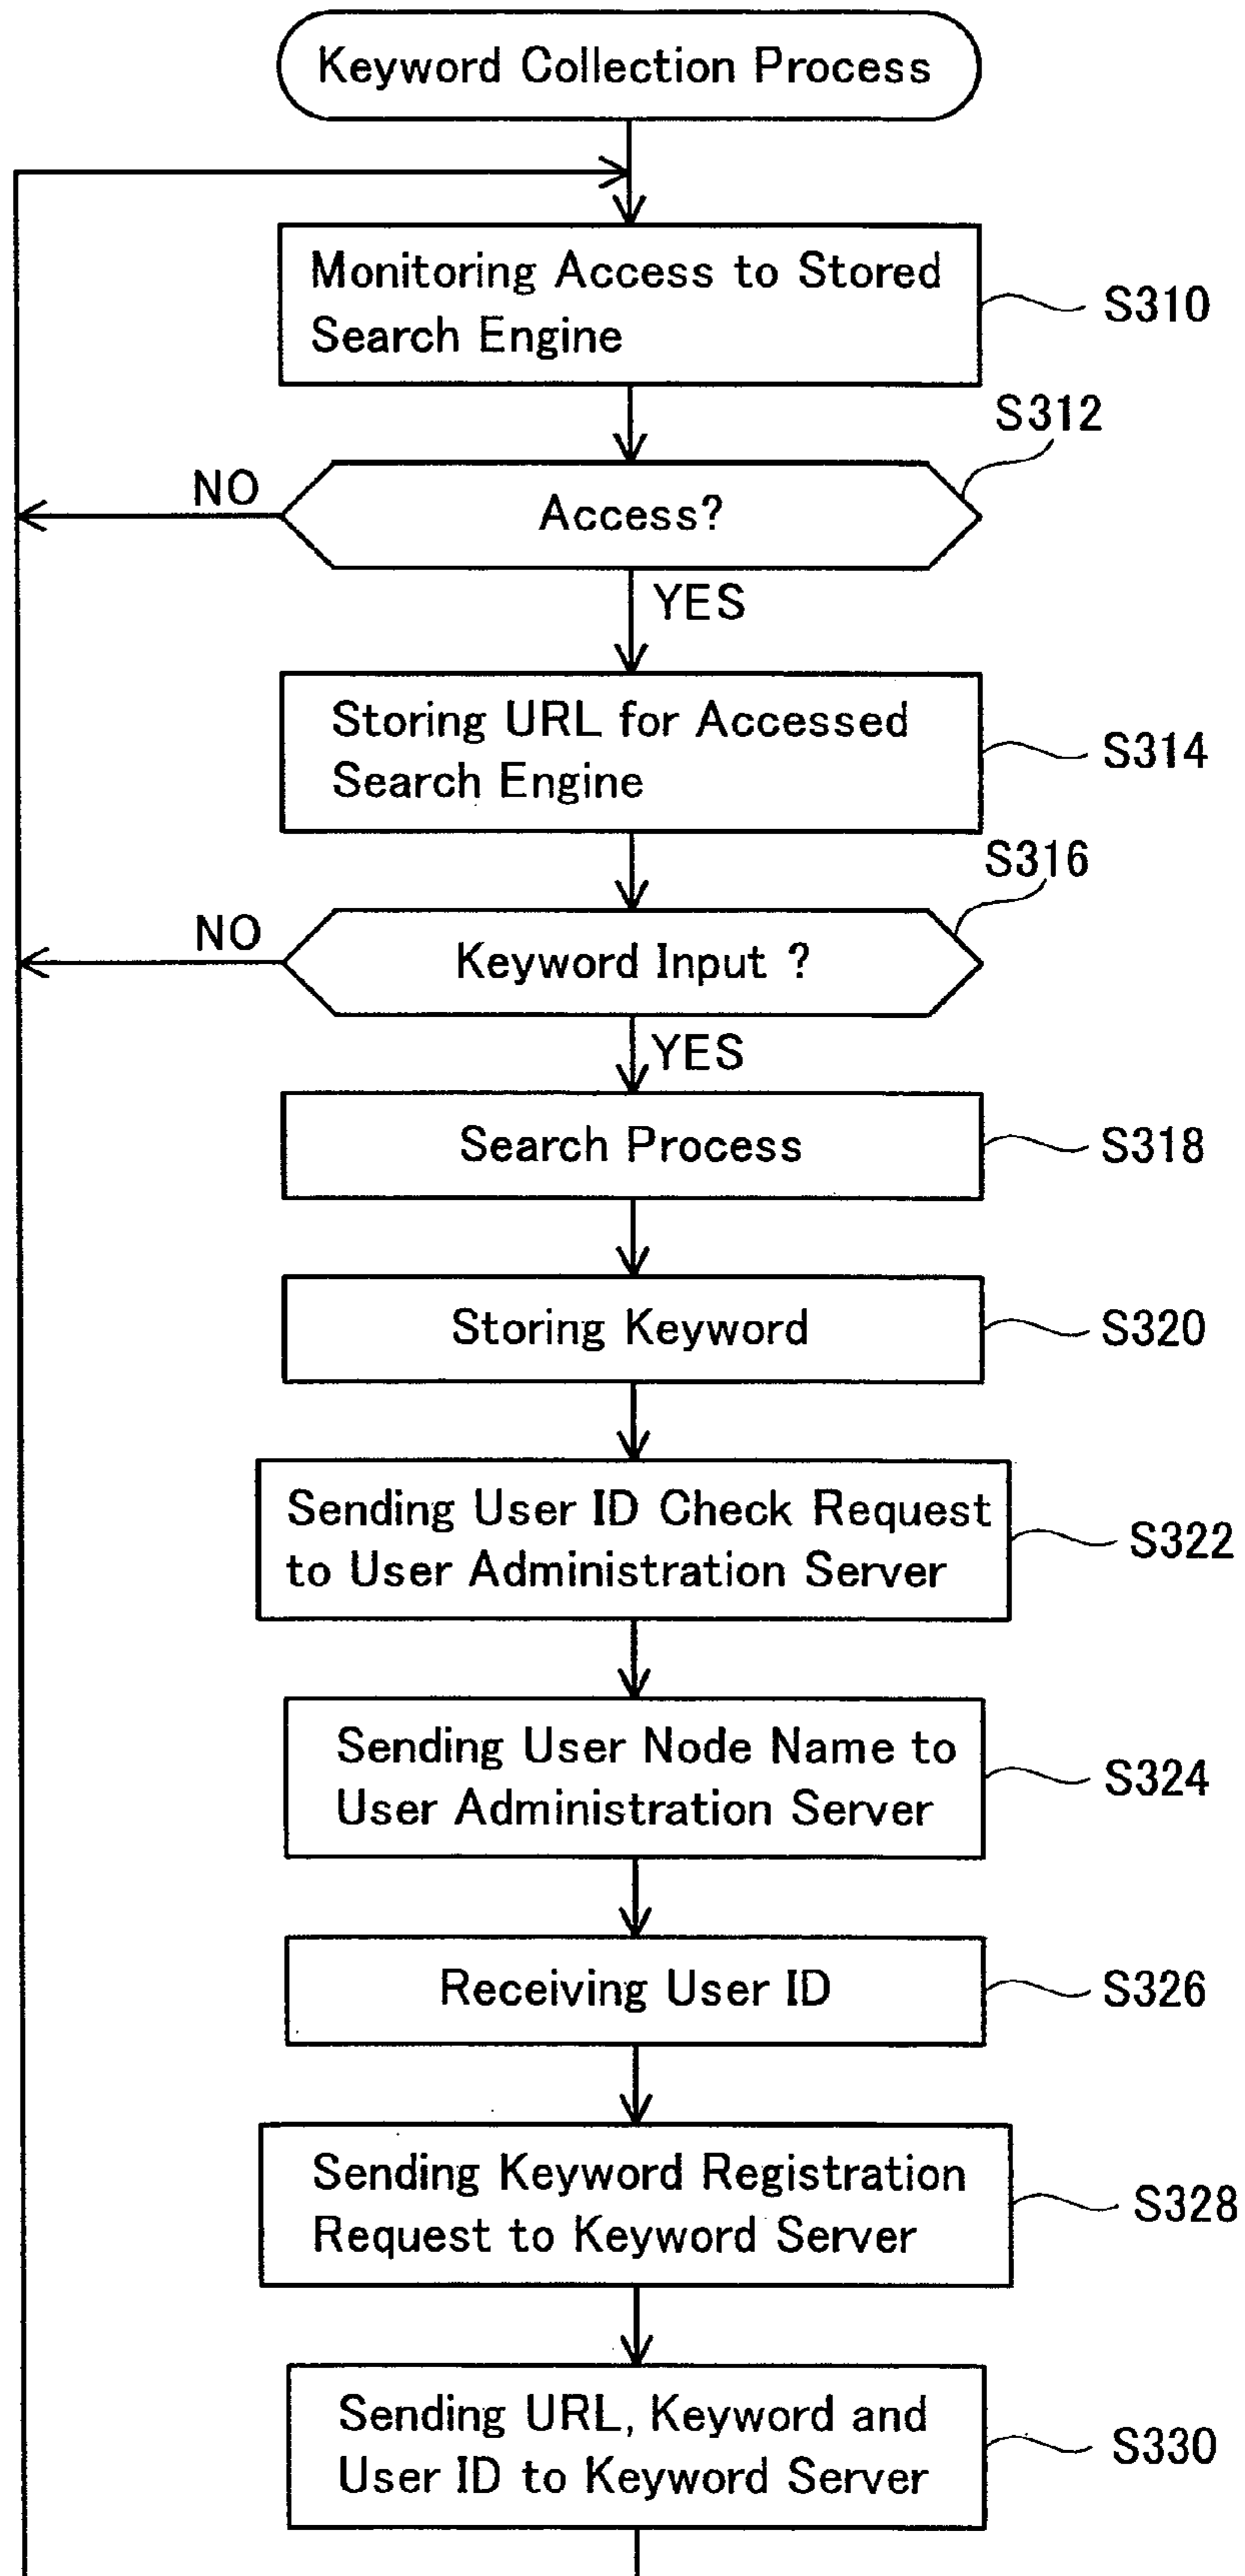 Keyword Collection Process
Monitoring Access to Stored
Search Engine
S310
S312
NO
Access?
YES
Storing URL for Accessed
Search Engine
S314
S316
NO
Keyword Input ?
YES
Search Process
S318
Storing Keyword
S320
Sending User ID Check Request
to User Administration Server
S322
Sending User Node Name to
User Administration Server
S324
Receiving User ID
S326
Sending Keyword Registration
Request to Keyword Server
S328
Sending URL, Keyword and
User ID to Keyword Server
S330